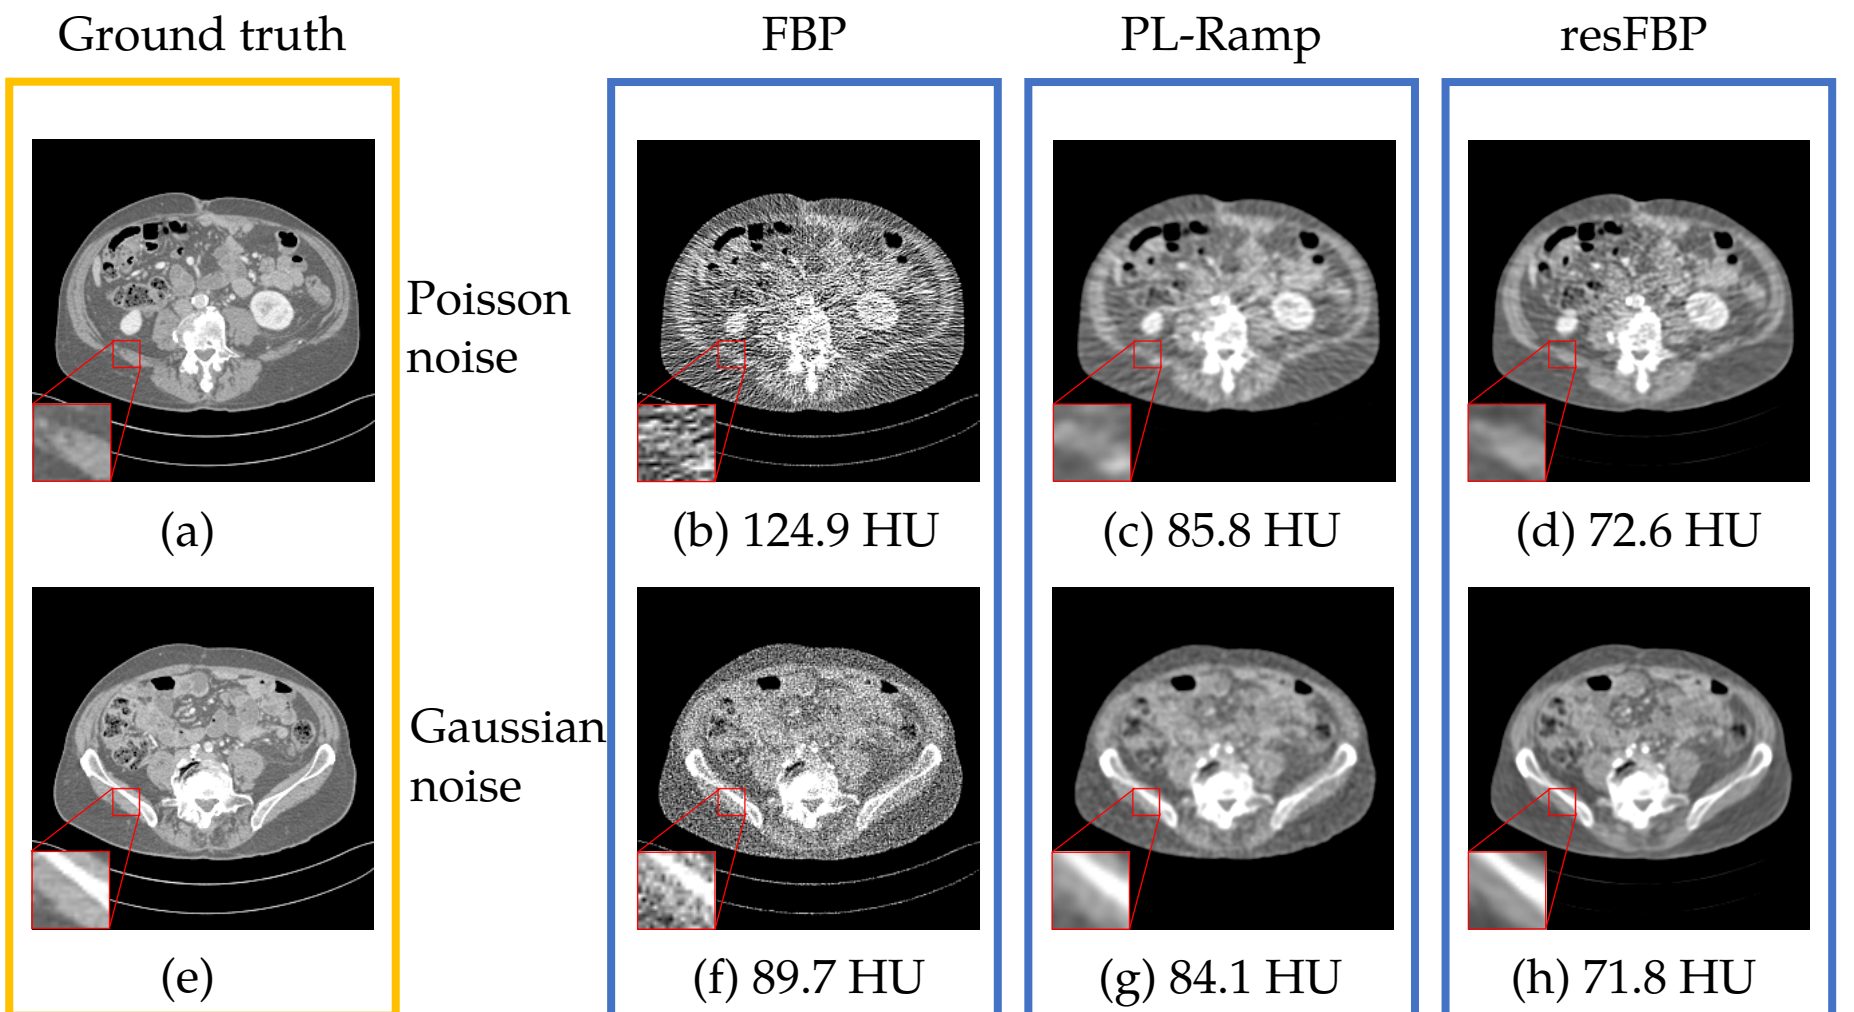 Ground truth
FBP
PL-Ramp
resFBP
Poisson
noise
(a)
(b) 124.9 HU
(c) 85.8 HU
(d) 72.6 HU
Gaussian
noise
(e)
(f) 89.7 HU
(g) 84.1 HU
(h) 71.8 HU